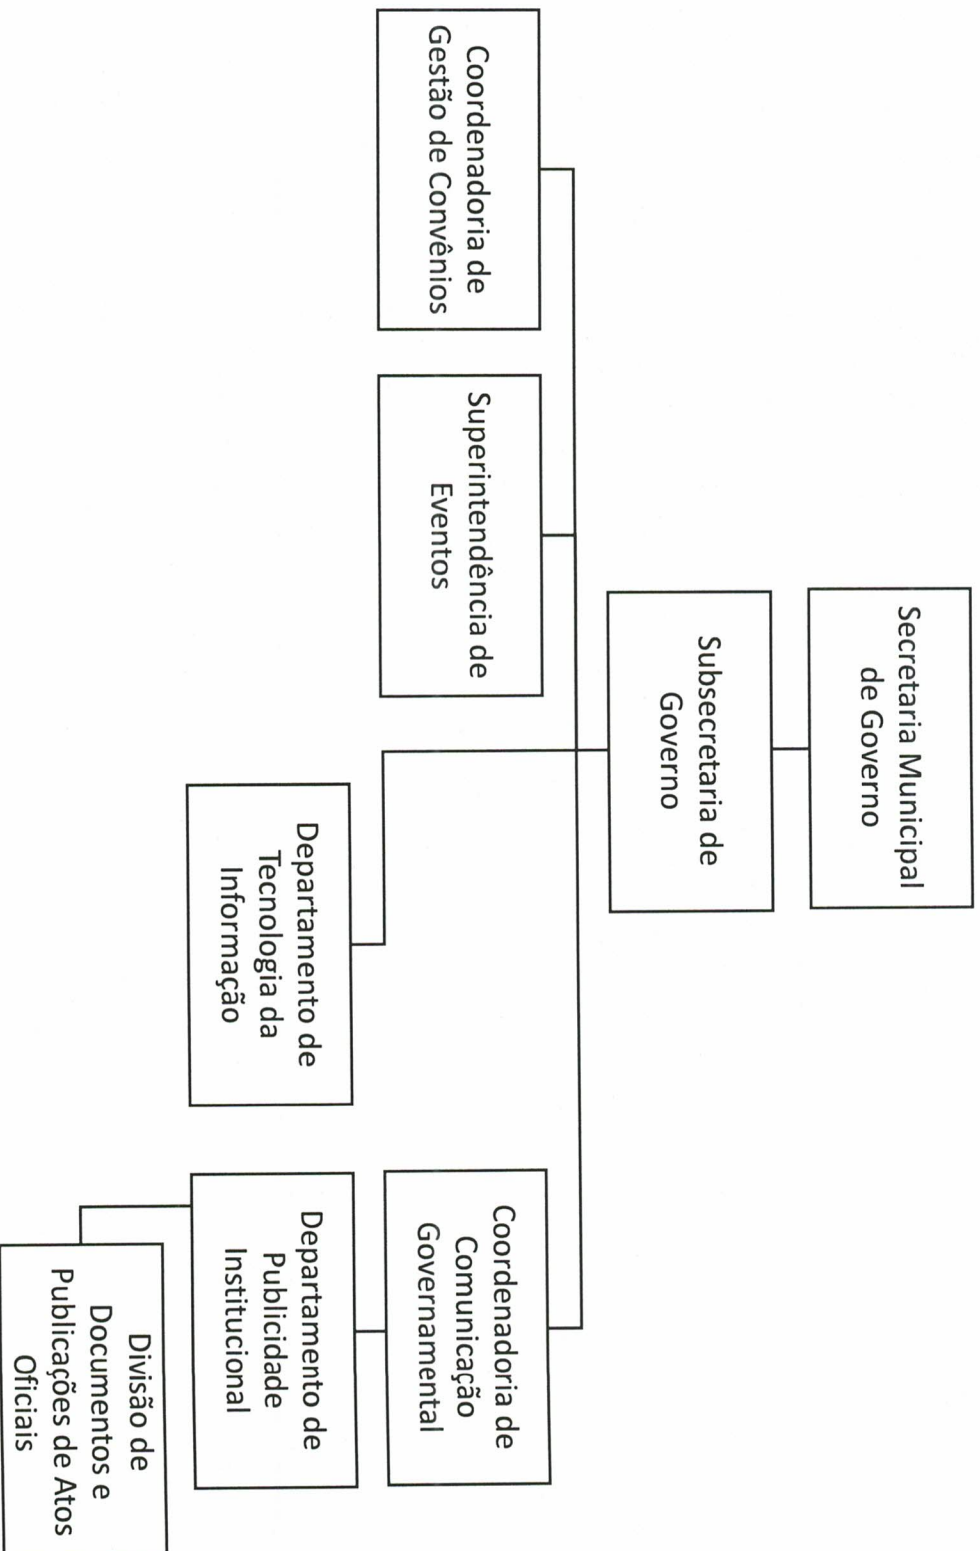 Secretaria Municipal
de Governo
Subsecretaria de
Governo
Coordenadoria de
Gestão de Convênios
Superintendência de
Eventos
Coordenadoria de
Comunicação
Governamental
Departamento de
Tecnologia da
Informação
Departamento de
Publicidade
Institucional
Divisão de
Documentos e
Publicações de Atos
Oficiais